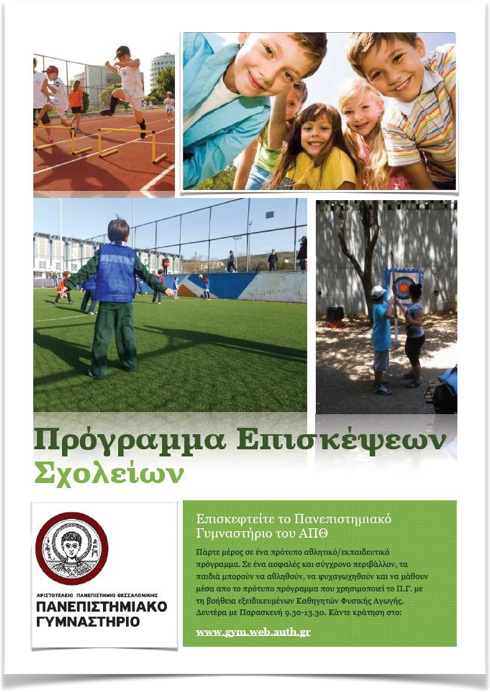 Πρόγραμμα Επισκέψεων
Σχολείων
ΑΡΙΣΤΟΤΕΛΕΙΟ ΠΑΝΕΠΙΣΤΗΜΙΟ ΘΕΣΣΑΛΟΝΙΚΗΣ
ΠΑΝΕΠΙΣΤΗΜΙΑΚΟ
ΓΥΜΝΑΣΤΗΡΙΟ
Επισκεφτείτε το Πανεπιστημιακό
Γυμναστήριο του ΑΠΘ
Πάρτε μέρος σε ένα πρότυπο αθλητικό/εκπαιδευτικό
πρόγραμμα. Σε ένα ασφαλές και σύγχρονο περιβάλλον, τα
παιδιά μπορούν να αθληθούν, να ψυχαγωχηθούν και να μάθουν
μέσα απο το πρότυπο πρόγραμμα που χρησιμοποιεί το Π.Γ. με
τη βοήθεια εξειδικευμένων Καθηγητών Φυσικής Αγωγής.
Δευτέρα με Παρασκευή 9.30-13.30. Κάντε κράτηση στο:
www.gym.web.auth.gr